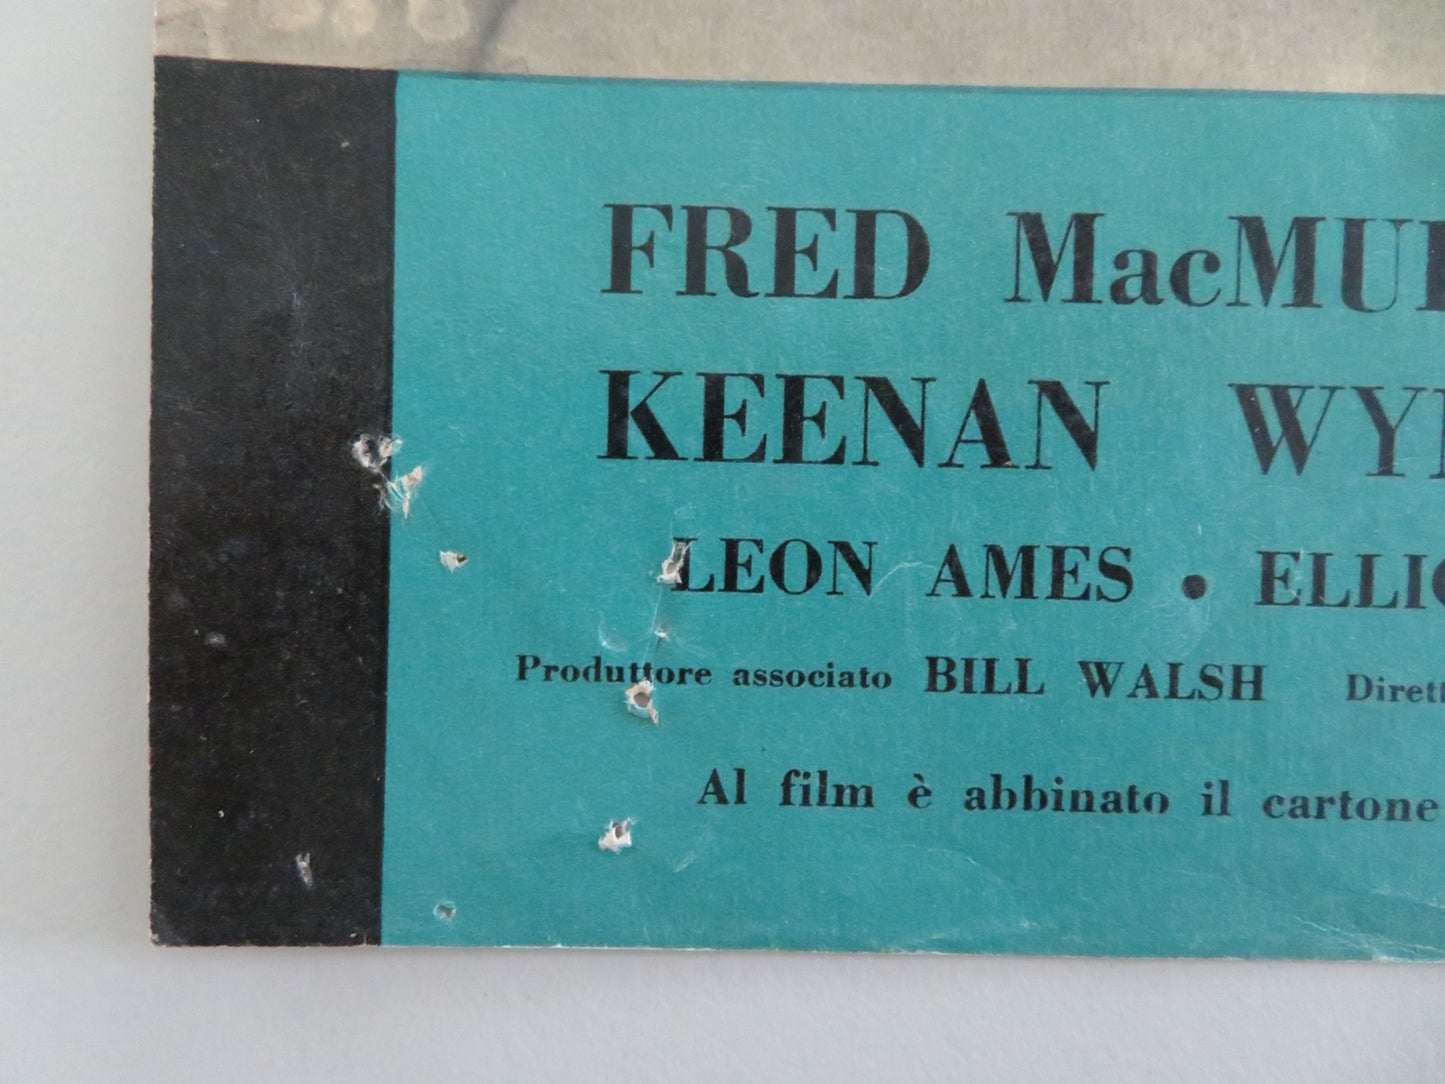 FRED MacMU
KEENAN WY
LEON AMES • ELLI
Produttore associato BILL WALSH Dirett
Al film è abbinato il cartone